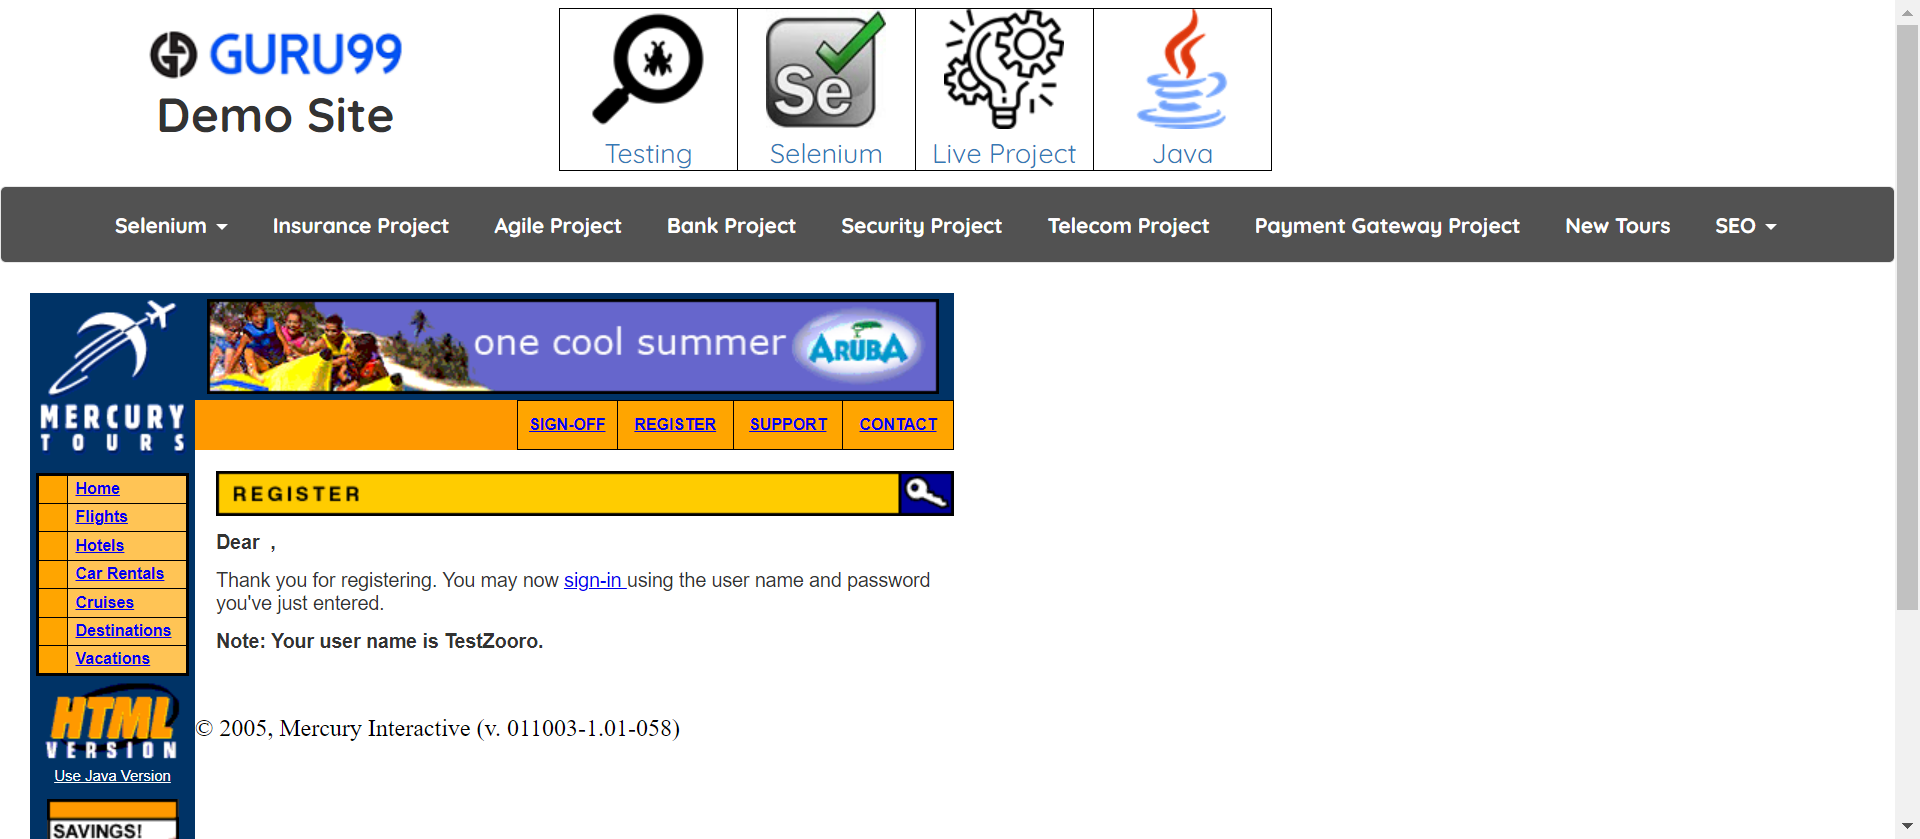 GURU99
Demo Site
Testing
Se
Selenium
Live Project
Java
Selenium
Insurance Project
Agile Project
Bank Project
Security Project
Telecom Project
Payment Gateway Project
New Tours
SEO
MERCURY
TOURS
one cool summer
ARUBA
SIGN-OFF
REGISTER
SUPPORT
CONTACT
Home
Flights
Hotels
Car Rentals
Cruises
Destinations
Vacations
HTML
VERSION
Use Java Version
SAVINGS!
REGISTER
Dear ,
Thank you for registering. You may now sign-in using the user name and password
you've just entered.
Note: Your user name is TestZooro.
© 2005, Mercury Interactive (v. 011003-1.01-058)